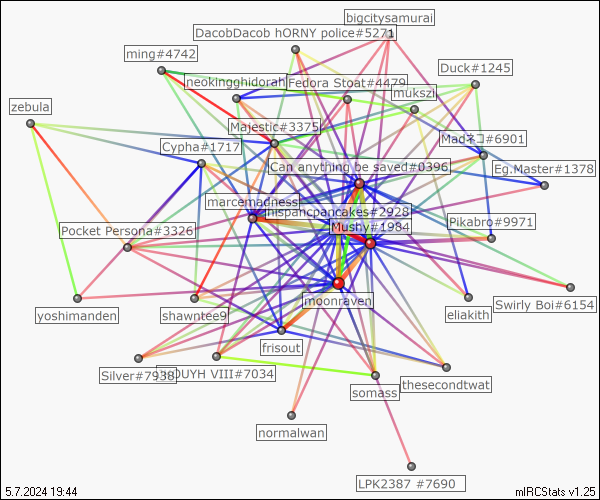 bigcitysamurai
DacobDacob hORNY police#5271
ming#4742
Duck#1245
neokingghidorah
Fedora Stoat#4479
mukszi
zebula
Majestic#3375
Madネコ#6901
Cypha#1717
Can anything be saved#0396
Eg.Master#1378
marcemadness
hispancpancakes#2928
Pikabro#9971
Pocket Persona#3326
Mushy#1984
moonraven
Swirly Boi#6154
yoshimanden
shawntee9
eliakith
frisout
Silver#7938
DUYH VIII#7034
thesecondtwat
somass
normalwan
LPK2387 #7690
5.7.2024 19:44
mIRCStats v1.25